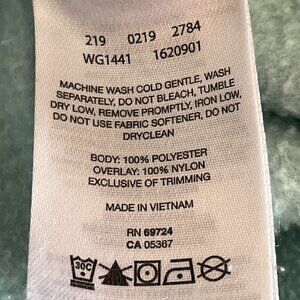 219 0219 2784
WG1441 1620901
MACHINE WASH COLD GENTLE, WASH
SEPARATELY, DO NOT BLEACH, TUMBLE
DRY LOW, REMOVE PROMPTLY, IRON LOW,
DO NOT USE FABRIC SOFTENER, DO NOT
DRYCLEAN
BODY: 100% POLYESTER
OVERLAY: 100% NYLON
EXCLUSIVE OF TRIMMING
MADE IN VIETNAM
RN 69724
CA 05367
30C